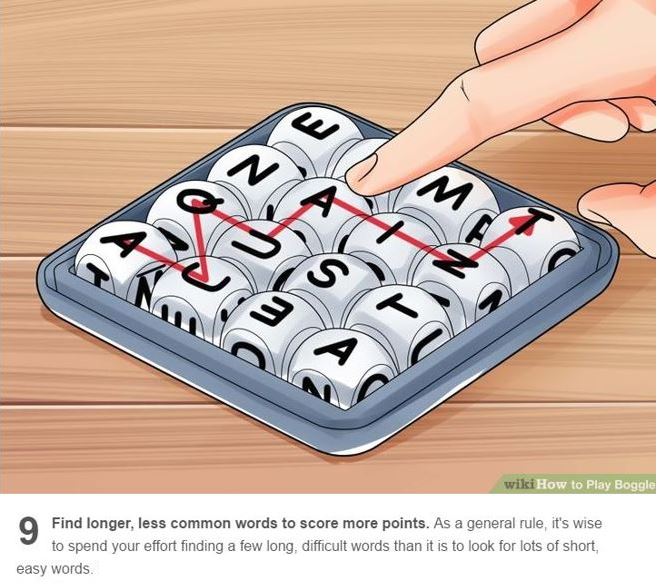 E
N
Q A M
A U I T
C S N
E T
A
wikiHow to Play Boggle
9 Find longer, less common words to score more points. As a general rule, it's wise
to spend your effort finding a few long, difficult words than it is to look for lots of short,
easy words.